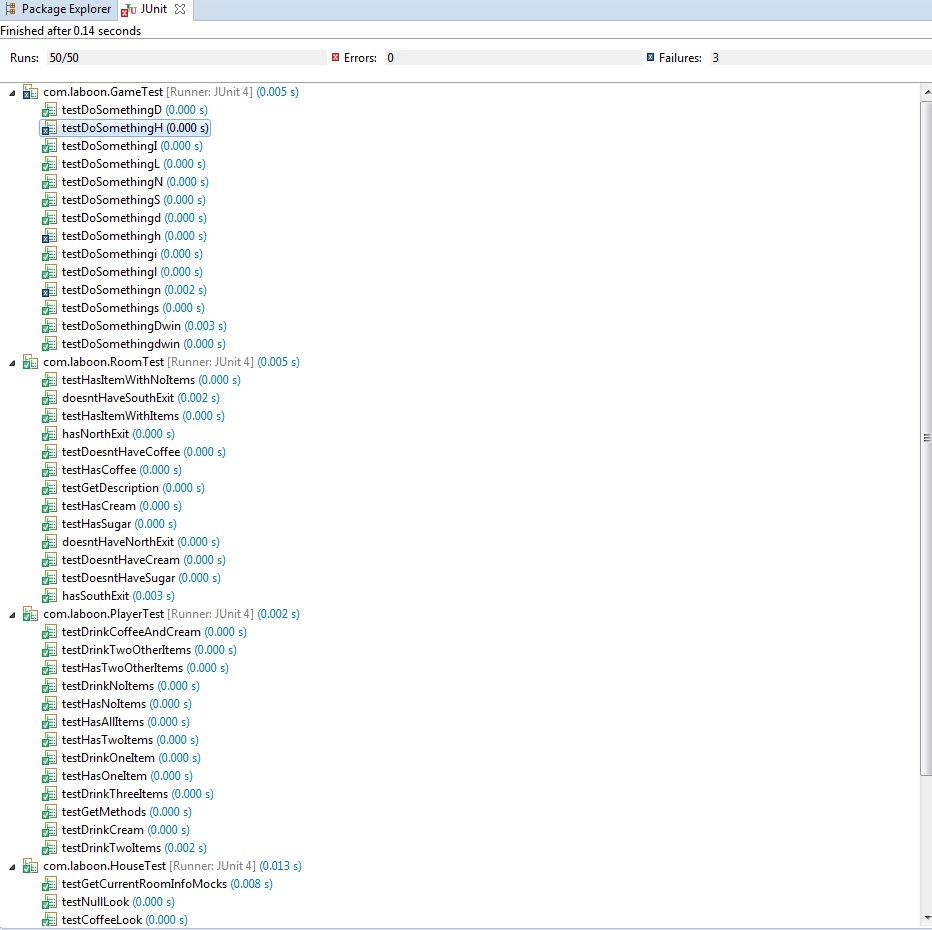 Package Explorer JUnit
Finished after 0.14 seconds
Runs: 50/50 Errors: 0 Failures: 3
com.laboon.GameTest [Runner: JUnit 4] (0.005 s)
testDoSomethingD (0.000 s)
testDoSomethingH (0.000 s)
testDoSomethingI (0.000 s)
testDoSomethingL (0.000 s)
testDoSomethingN (0.000 s)
testDoSomethingS (0.000 s)
testDoSomethingd (0.000 s)
testDoSomethingh (0.000 s)
testDoSomethingi (0.000 s)
testDoSomethingl (0.000 s)
testDoSomethingn (0.002 s)
testDoSomethings (0.000 s)
testDoSomethingDwin (0.003 s)
testDoSomethingdwin (0.000 s)
com.laboon.RoomTest [Runner: JUnit 4] (0.005 s)
testHasItemWithNoItems (0.000 s)
doesntHaveSouthExit (0.002 s)
testHasItemWithItems (0.000 s)
hasNorthExit (0.000 s)
testDoesntHaveCoffee (0.000 s)
testHasCoffee (0.000 s)
testGetDescription (0.000 s)
testHasCream (0.000 s)
testHasSugar (0.000 s)
doesntHaveNorthExit (0.000 s)
testDoesntHaveCream (0.000 s)
testDoesntHaveSugar (0.000 s)
hasSouthExit (0.003 s)
com.laboon.PlayerTest [Runner: JUnit 4] (0.002 s)
testDrinkCoffeeAndCream (0.000 s)
testDrinkTwoOtherItems (0.000 s)
testHasTwoOtherItems (0.000 s)
testDrinkNoItems (0.000 s)
testHasNoItems (0.000 s)
testHasAllItems (0.000 s)
testHasTwoItems (0.000 s)
testDrinkOneItem (0.000 s)
testHasOneItem (0.000 s)
testDrinkThreeItems (0.000 s)
testGetMethods (0.000 s)
testDrinkCream (0.000 s)
testDrinkTwoItems (0.002 s)
com.laboon.HouseTest [Runner: JUnit 4] (0.013 s)
testGetCurrentRoomInfoMocks (0.008 s)
testNullLook (0.000 s)
testCoffeeLook (0.000 s)